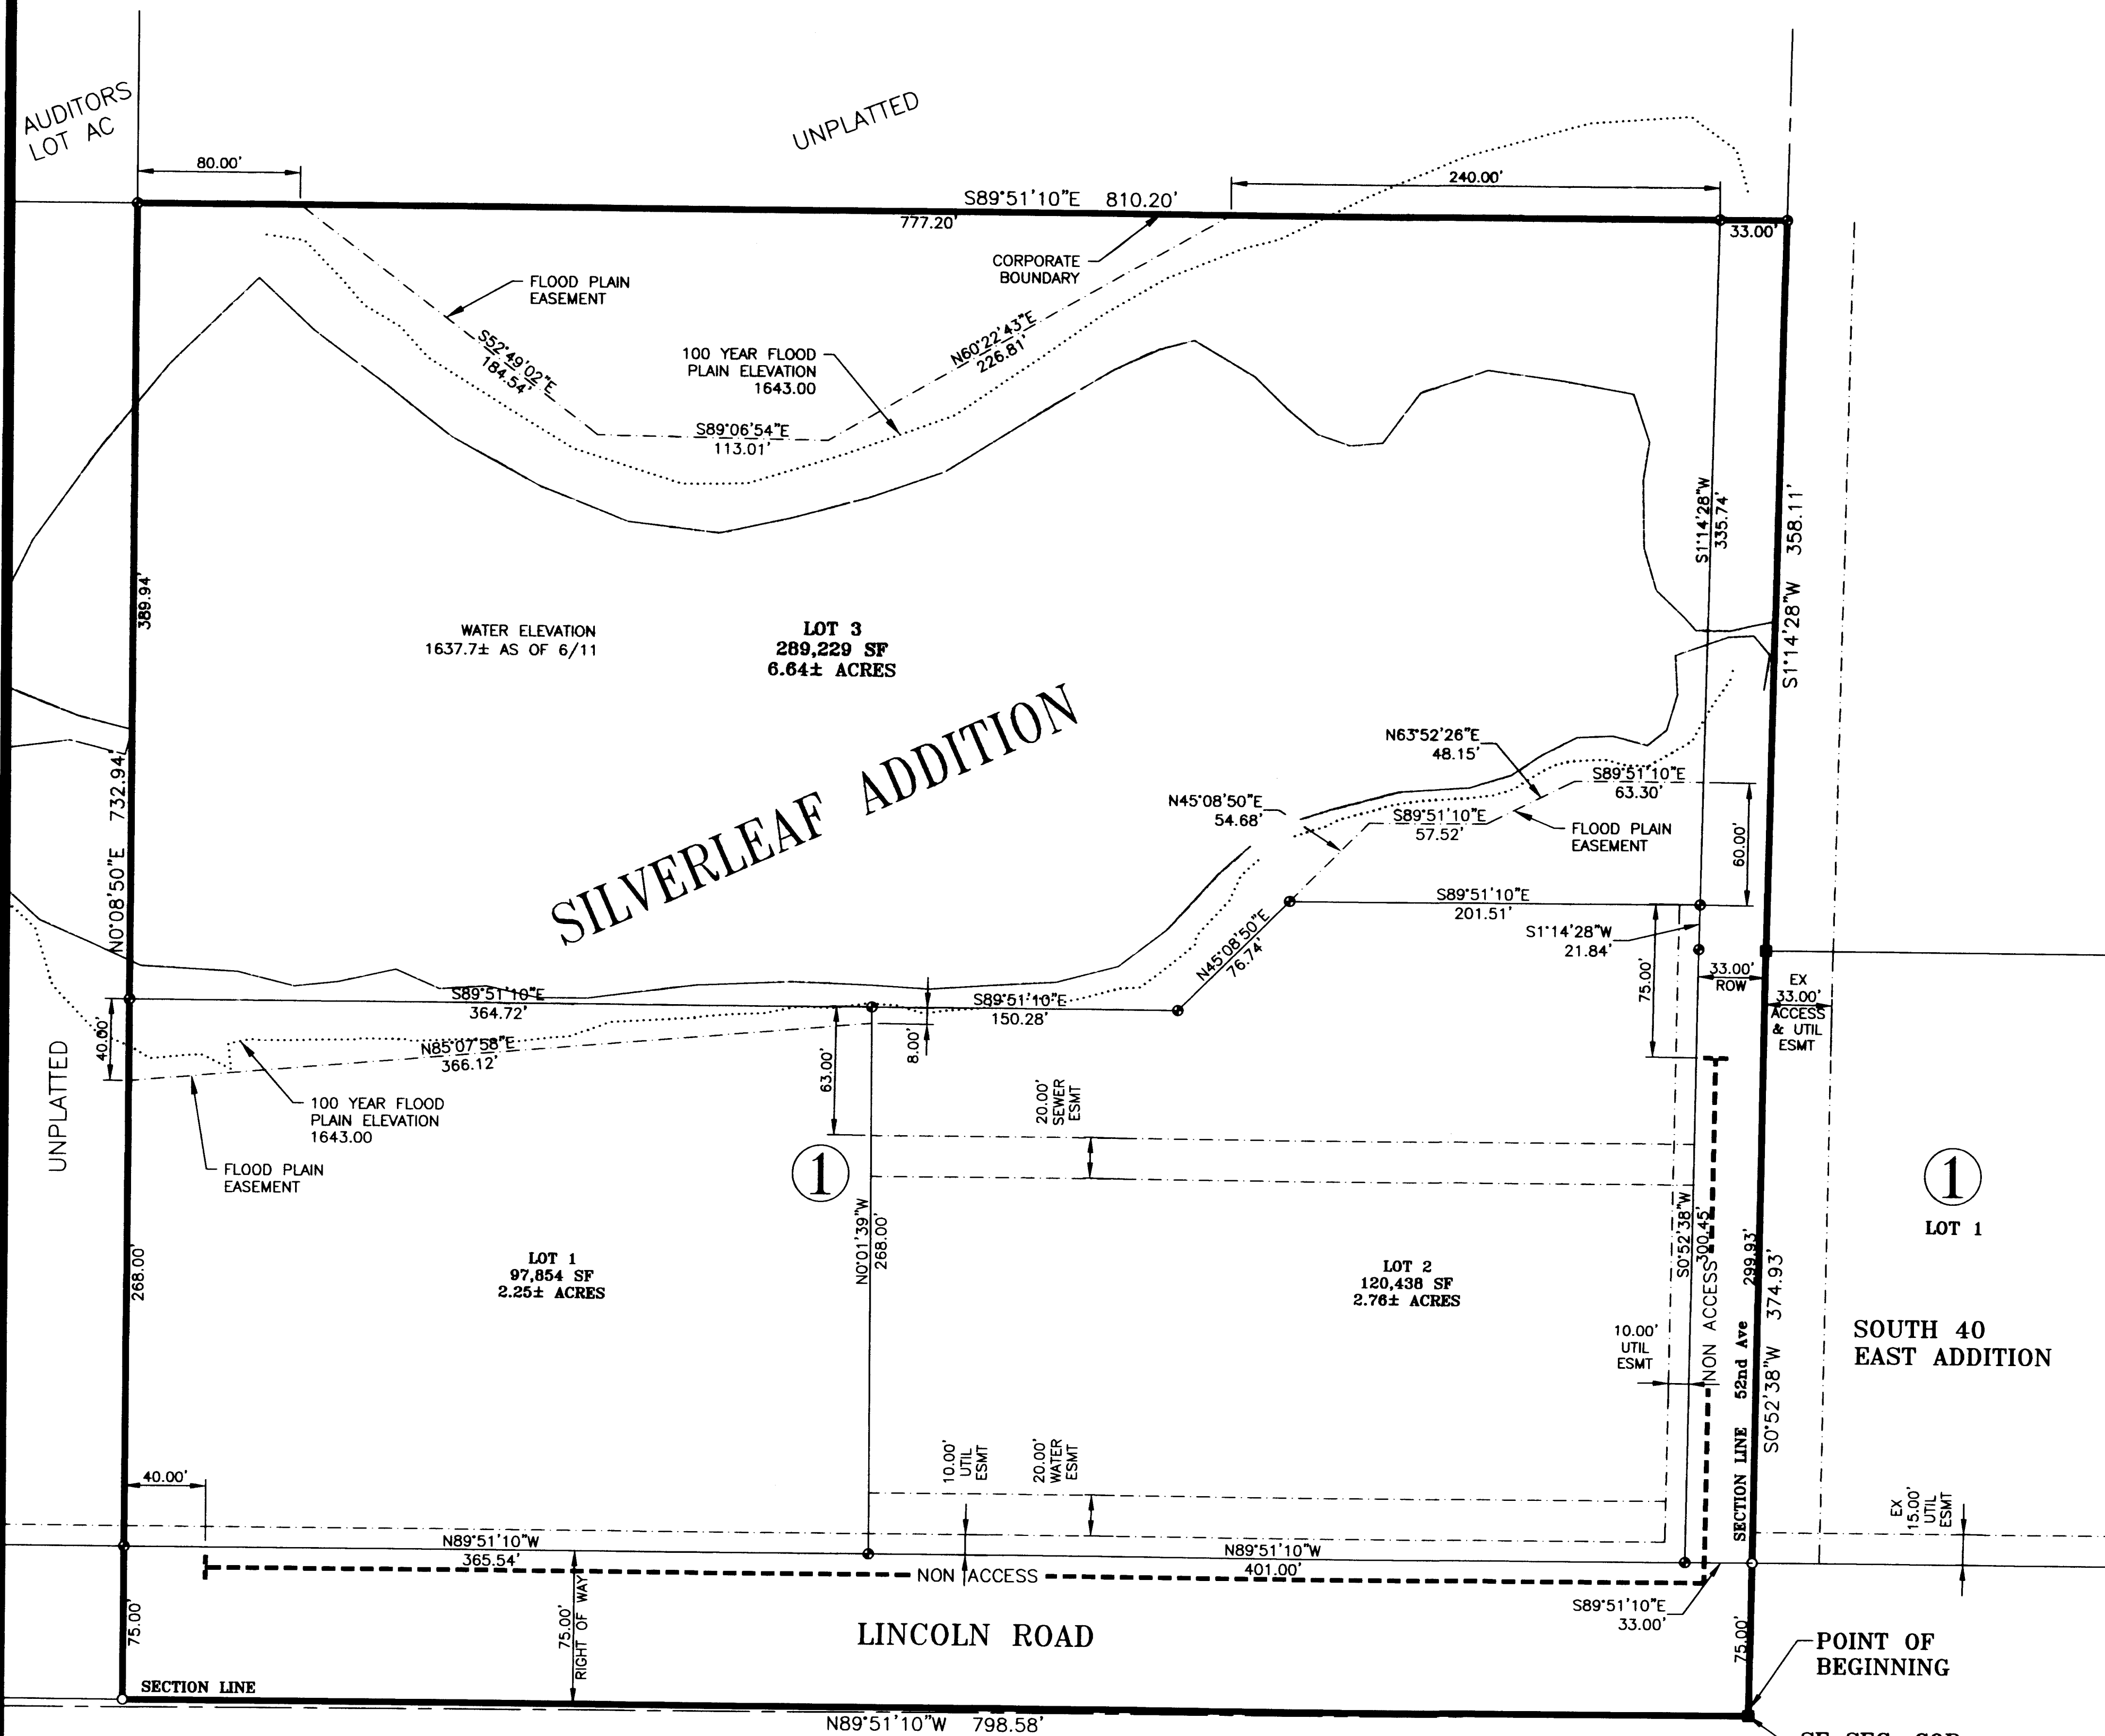 AUDITORS
LOT AC
UNPLATTED
80.00'
240.00'
S89°51'10"E 810.20'
777.20'
33.00'
CORPORATE
BOUNDARY
FLOOD PLAIN
EASEMENT
S52°49'02"E
184.54'
100 YEAR FLOOD
PLAIN ELEVATION
1643.00
N60°22'43"E
226.81'
S89°06'54"E
113.01'
S1°14'28"W
335.74'
S1°14'28"W 358.11'
389.94'
WATER ELEVATION
1637.7± AS OF 6/11
LOT 3
289,229 SF
6.64± ACRES
SILVERLEAF ADDITION
N0°08'50"E 732.94'
N63°52'26"E
48.15'
S89°51'10"E
63.30'
N45°08'50"E
54.68'
S89°51'10"E
57.52'
FLOOD PLAIN
EASEMENT
60.00'
S89°51'10"E
201.51'
S1°14'28"W
21.84'
N45°08'50"E
76.74'
75.00'
33.00'
ROW
EX
33.00'
ACCESS
& UTIL
ESMT
S89°51'10"E
364.72'
S89°51'10"E
150.28'
40.00'
N85°07'58"E
366.12'
8.00'
63.00'
UNPLATTED
100 YEAR FLOOD
PLAIN ELEVATION
1643.00
FLOOD PLAIN
EASEMENT
20.00'
SEWER
ESMT
1
1
LOT 1
N0°01'39"W
268.00'
268.00'
LOT 1
97,854 SF
2.25± ACRES
LOT 2
120,438 SF
2.76± ACRES
S0°52'38"W
300.45'
NON ACCESS
299.93'
S0°52'38"W 374.93'
SECTION LINE 52nd Ave
10.00'
UTIL
ESMT
SOUTH 40
EAST ADDITION
40.00'
10.00'
UTIL
ESMT
20.00'
WATER
ESMT
EX
15.00'
UTIL
ESMT
N89°51'10"W
365.54'
N89°51'10"W
401.00'
NON ACCESS
75.00'
75.00'
RIGHT OF WAY
LINCOLN ROAD
S89°51'10"E
33.00'
75.00'
POINT OF
BEGINNING
SECTION LINE
N89°51'10"W 798.58'